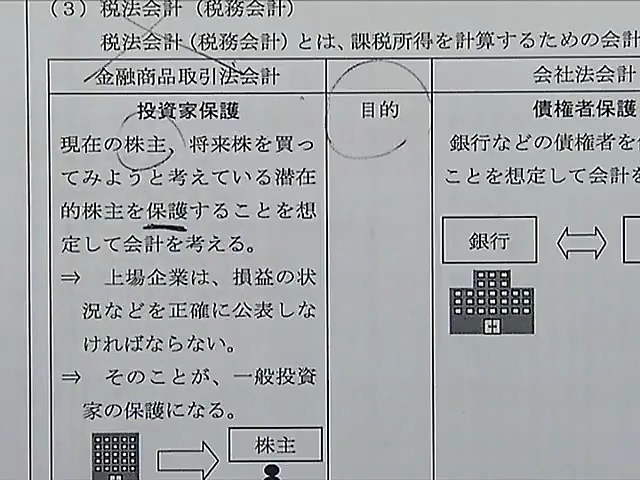 (3) 税法会計(税務会計)
税法会計(税務会計)とは、課税所得を計算するための会計
金融商品取引法会計
会社法会計
投資家保護
目的
債権者保護
現在の株主、将来株を買っ
てみようと考えている潜在
的株主を保護することを想
定して会計を考える。
⇒ 上場企業は、損益の状
況などを正確に公表しな
ければならない。
⇒ そのことが、一般投資
家の保護になる。
株主
銀行などの債権者を
ことを想定して会計を
銀行